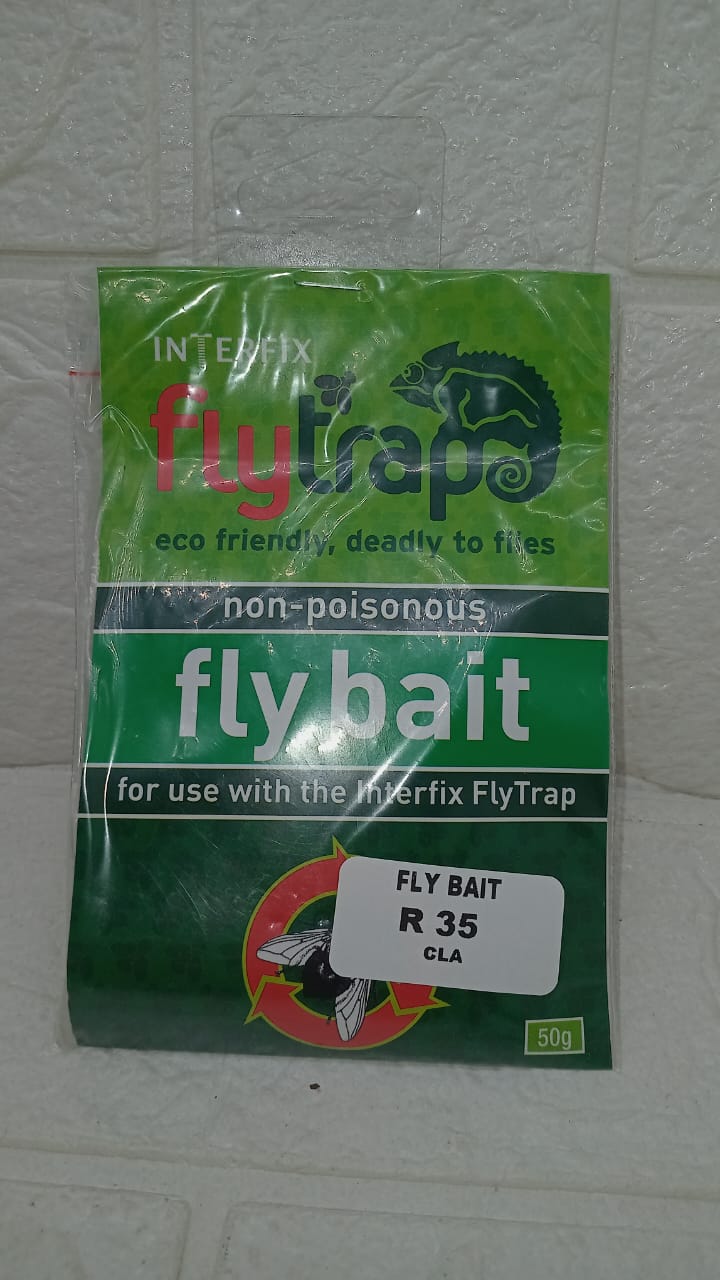 INTERFIX
flytrap
eco friendly, deadly to flies
non-poisonous
fly bait
for use with the Interfix FlyTrap
FLY BAIT
R 35
CLA
50g